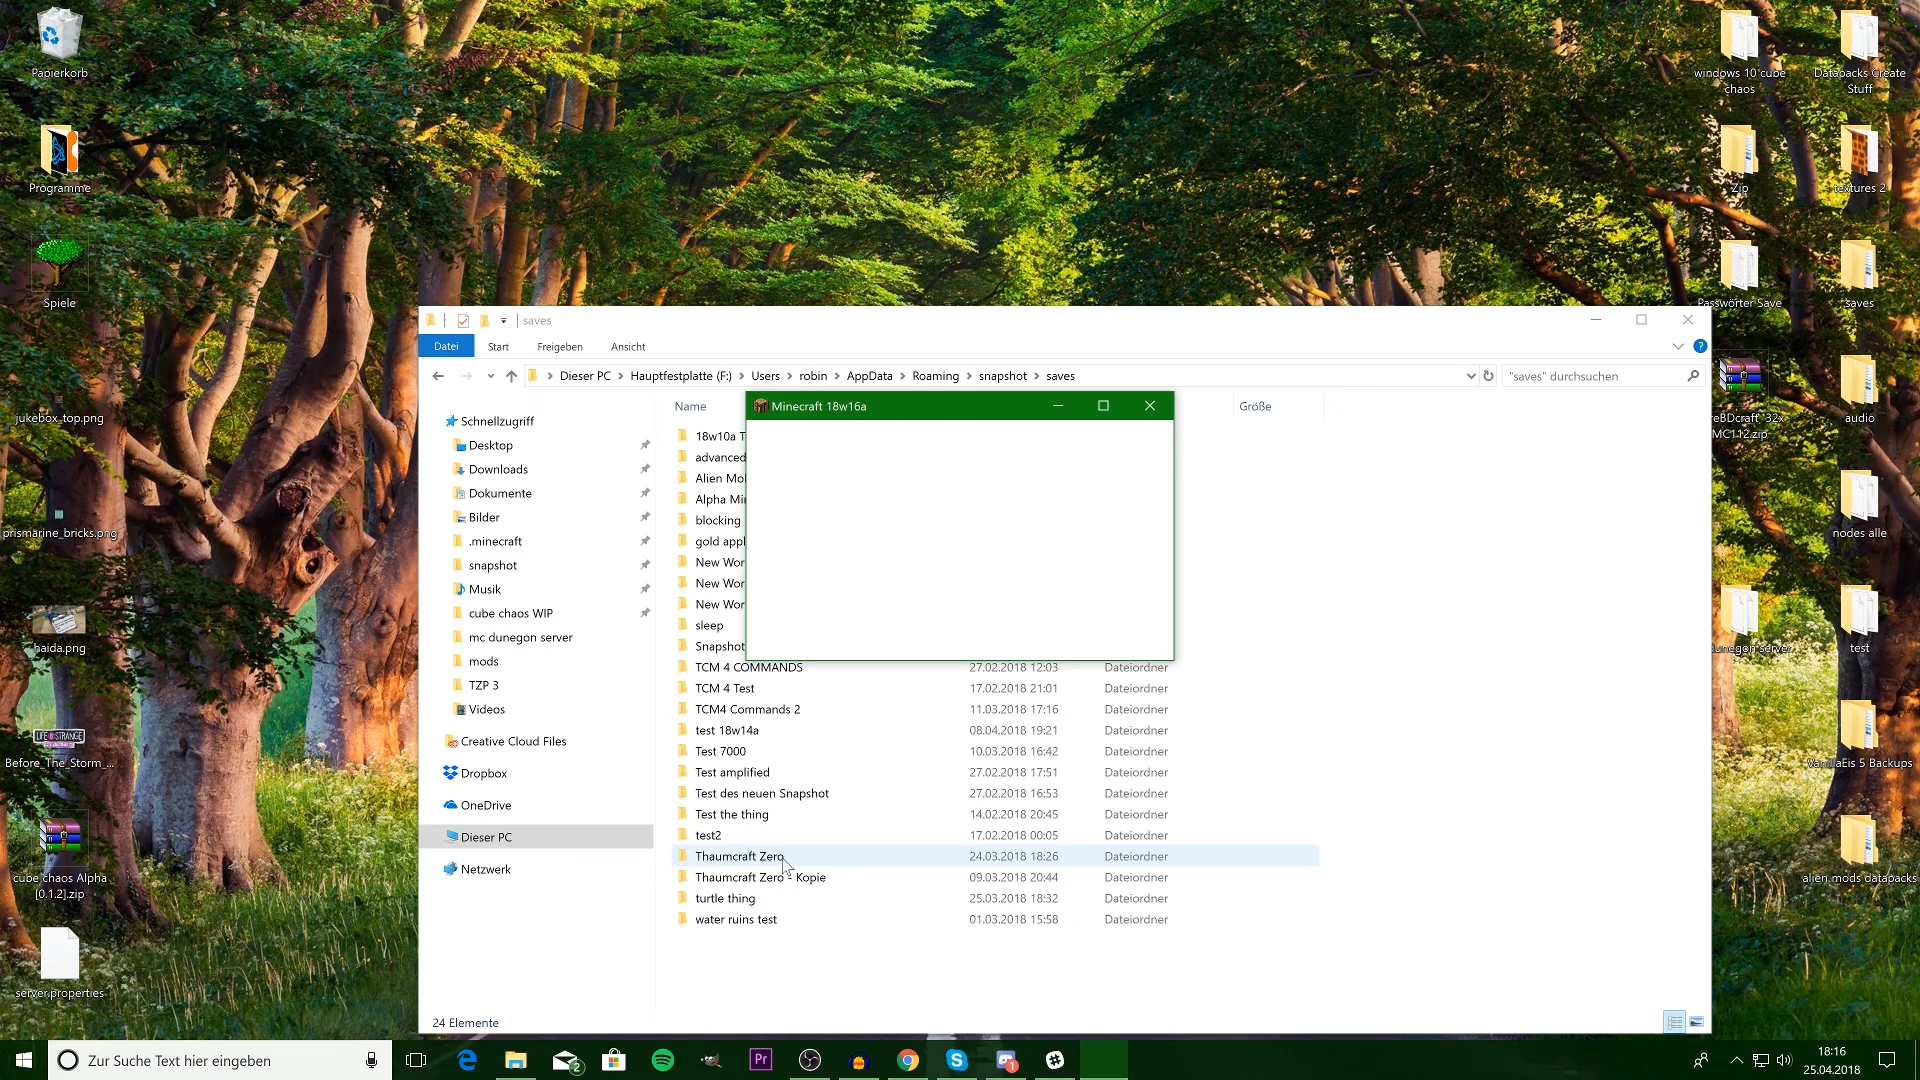 Papierkorb
Programme
Spiele
jukebox_top.png
prismarine_bricks.png
haida.png
Before_The_Storm_...
cube chaos Alpha
[0.1.2].zip
server.properties
windows 10 cube
chaos
Datapacks Create
Stuff
Zip
textures 2
Passwörter Save
saves
MC112.zip
audio
nodes alle
test
VanillaEis 5 Backups
alien mods datapacks
saves
Datei
Start
Freigeben
Ansicht
Dieser PC
Hauptfestplatte (F:)
Users
robin
AppData
Roaming
snapshot
saves
"saves" durchsuchen
Schnellzugriff
Desktop
Downloads
Dokumente
Bilder
.minecraft
snapshot
Musik
cube chaos WIP
mc dunegon server
mods
TZP 3
Videos
Creative Cloud Files
Dropbox
OneDrive
Dieser PC
Netzwerk
Name
Größe
Minecraft 18w16a
18w10a T
advanced
Alien Mo
Alpha Mi
blocking
gold appl
New Wor
New Wor
New Wor
sleep
Snapshot
TCM 4 COMMANDS 27.02.2018 12:03 Dateiordner
TCM 4 Test 17.02.2018 21:01 Dateiordner
TCM4 Commands 2 11.03.2018 17:16 Dateiordner
test 18w14a 08.04.2018 19:21 Dateiordner
Test 7000 10.03.2018 16:42 Dateiordner
Test amplified 27.02.2018 17:51 Dateiordner
Test des neuen Snapshot 27.02.2018 16:53 Dateiordner
Test the thing 14.02.2018 20:45 Dateiordner
test2 17.02.2018 00:05 Dateiordner
Thaumcraft Zero 24.03.2018 18:26 Dateiordner
Thaumcraft Zero - Kopie 09.03.2018 20:44 Dateiordner
turtle thing 25.03.2018 18:32 Dateiordner
water ruins test 01.03.2018 15:58 Dateiordner
24 Elemente
Zur Suche Text hier eingeben
2
Pr
1
18:16
25.04.2018